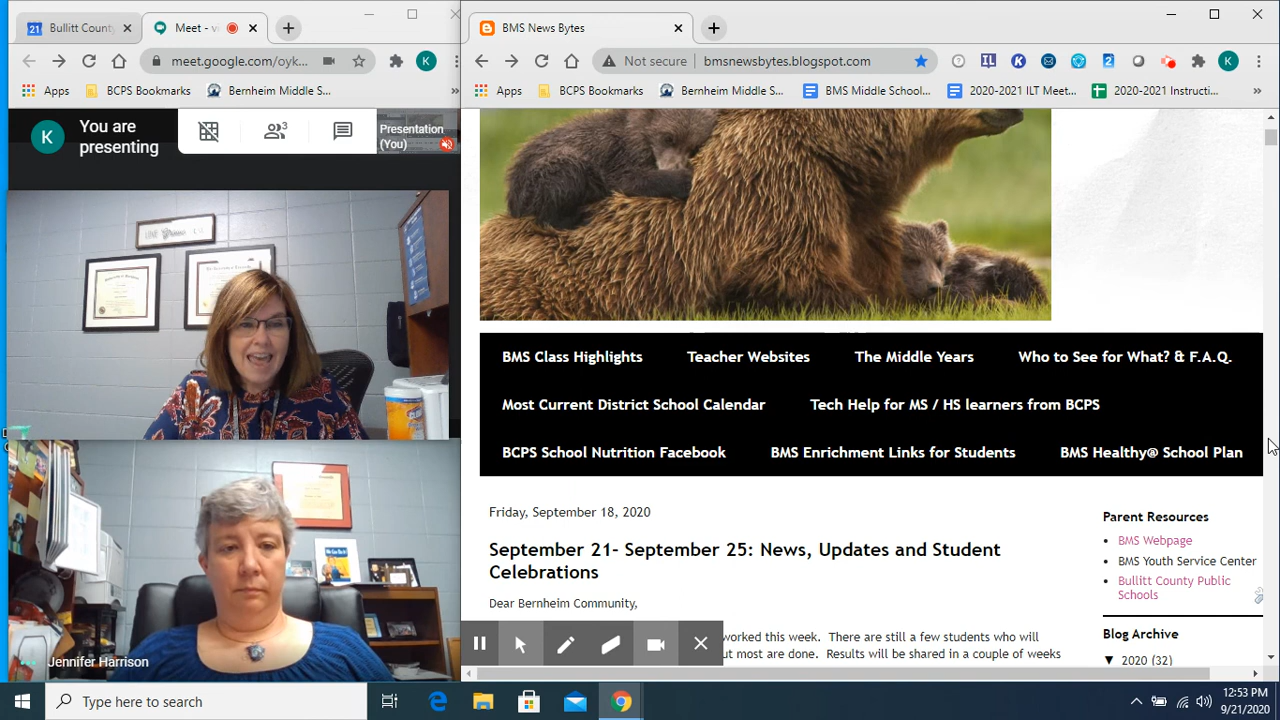 Bullitt County
Meet - v
BMS News Bytes
meet.google.com/ojk...
Not secure
bmsnewsbytes.blogspot.com
Apps
BCPS Bookmarks
Bernheim Middle S...
Apps
BCPS Bookmarks
Bernheim Middle S...
BMS Middle School...
2020-2021 ILT Meet...
2020-2021 Instructi...
K
You are
presenting
3
Presentation
(You)
BMS Class Highlights
Teacher Websites
The Middle Years
Who to See for What? & F.A.Q.
Most Current District School Calendar
Tech Help for MS / HS learners from BCPS
BCPS School Nutrition Facebook
BMS Enrichment Links for Students
BMS Healthy@ School Plan
Friday, September 18, 2020
September 21- September 25: News, Updates and Student
Celebrations
Dear Bernheim Community,
worked this week. There are still a few students who will
ut most are done. Results will be shared in a couple of weeks
Parent Resources
BMS Webpage
BMS Youth Service Center
Bullitt County Public
Schools
Blog Archive
▼ 2020 (32)
Jennifer Harrison
Type here to search
12:53 PM
9/21/2020